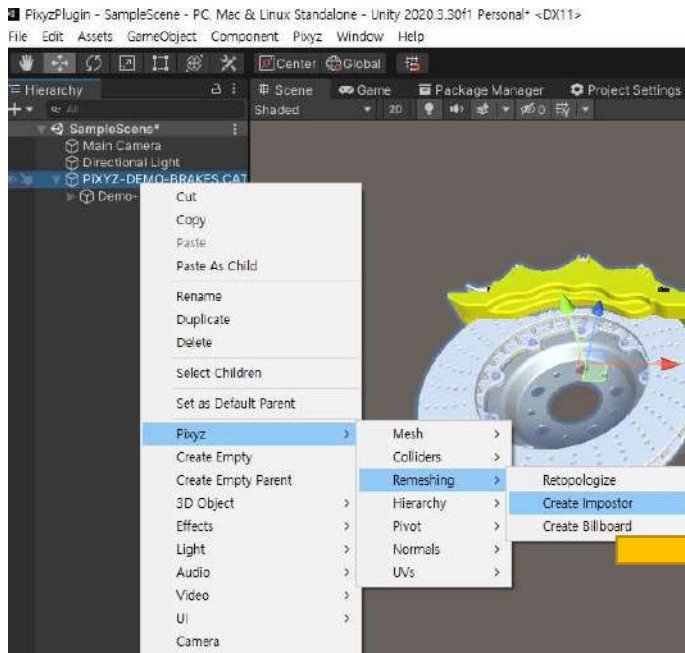 PixyzPlugin - SampleScene - PC, Mac & Linux Standalone - Unity 2020.3.30f1 Personal* <DX11>
File Edit Assets GameObject Component Pixyz Window Help
Center Global
Hierarchy Scene Game Package Manager Project Settings
All Shaded 2D 0
SampleScene*
Main Camera
Directional Light
PIXYZ-DEMO-BRAKES.CAT
Demo-
Cut
Copy
Paste
Paste As Child
Rename
Duplicate
Delete
Select Children
Set as Default Parent
Pixyz Mesh
Create Empty Colliders
Create Empty Parent Remeshing Retopologize
3D Object Hierarchy Create Impostor
Effects Pivot Create Billboard
Light Normals
Audio UVs
Video
UI
Camera